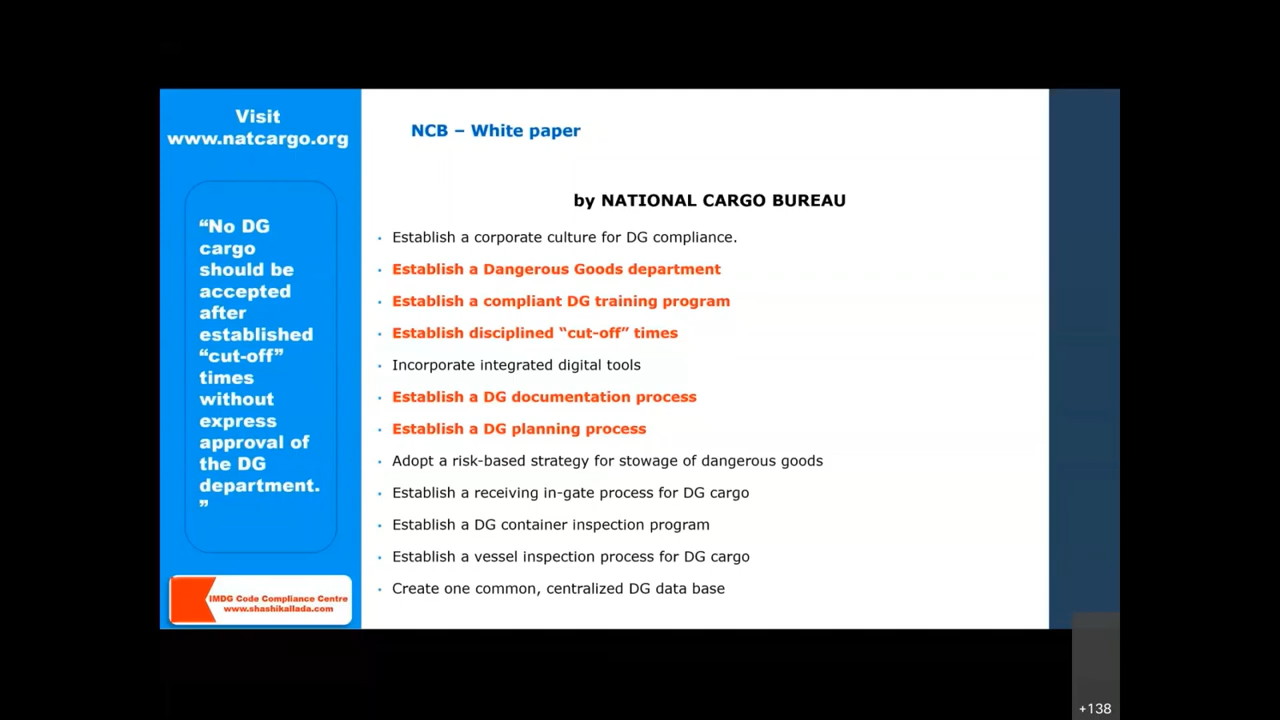 Visit
www.natcargo.org
“No DG
cargo
should be
accepted
after
established
“cut-off”
times
without
express
approval of
the DG
department.
”
IMDG Code Compliance Centre
www.shashikallada.com
NCB – White paper
by NATIONAL CARGO BUREAU
Establish a corporate culture for DG compliance.
Establish a Dangerous Goods department
Establish a compliant DG training program
Establish disciplined “cut-off” times
Incorporate integrated digital tools
Establish a DG documentation process
Establish a DG planning process
Adopt a risk-based strategy for stowage of dangerous goods
Establish a receiving in-gate process for DG cargo
Establish a DG container inspection program
Establish a vessel inspection process for DG cargo
Create one common, centralized DG data base
+138